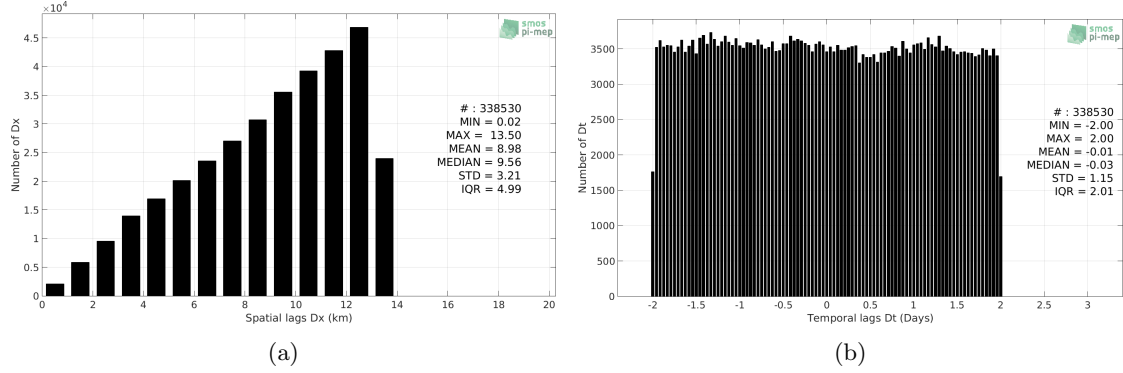 ×10⁴
4.5
4
3.5
3
2.5
2
1.5
1
0.5
0
Number of Dx
0 2 4 6 8 10 12 14 16 18 20
Spatial lags Dx (km)
smos
pi-mep
# : 338530
MIN = 0.02
MAX = 13.50
MEAN = 8.98
MEDIAN = 9.56
STD = 3.21
IQR = 4.99
(a)
3500
3000
2500
2000
1500
1000
500
0
Number of Dt
-2 -1.5 -1 -0.5 0 0.5 1 1.5 2 2.5 3
Temporal lags Dt (Days)
smos
pi-mep
# : 338530
MIN = -2.00
MAX = 2.00
MEAN = -0.01
MEDIAN = -0.03
STD = 1.15
IQR = 2.01
(b)